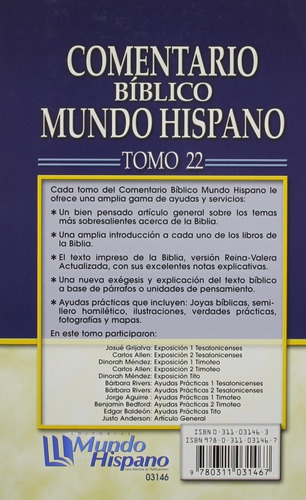 COMENTARIO
BÍBLICO
MUNDO HISPANO
TOMO 22
Cada tomo del Comentario Bíblico Mundo Hispano le
ofrece una amplia gama de ayudas y servicios:
* Un bien pensado artículo general sobre los temas
más sobresalientes acerca de la Biblia.
* Una amplia introducción a cada uno de los libros de
la Biblia.
* El texto impreso de la Biblia, versión Reina-Valera
Actualizada, con sus excelentes notas explicativas.
* Una nueva exégesis y explicación del texto bíblico
a base de párrafos o unidades de pensamiento.
* Ayudas prácticas que incluyen: Joyas bíblicas, semi-
llero homilético, ilustraciones, verdades prácticas,
fotografías y mapas.
En este tomo participaron:
Josué Grijalva: Exposición 1 Tesalonicenses
Carlos Allen: Exposición 2 Tesalonicenses
Dinorah Méndez: Exposición 1 Timoteo
Carlos Allen: Exposición 2 Timoteo
Dinorah Méndez: Exposición Tito
Bárbara Rivers: Ayudas Prácticas 1 Tesalonicenses
Bárbara Rivers: Ayudas Prácticas 2 Tesalonicenses
Jorge Aguirre: Ayudas Prácticas 1 Timoteo
Benjamín Bedford: Ayudas Prácticas 2 Timoteo
Edgar Baldeón: Ayudas Prácticas Tito
Justo Anderson: Artículo General
EDITORIAL
Mundo
Hispano
03146
ISBN 0-311-03146-3
ISBN 978-0-311-03146-7
9780311031467